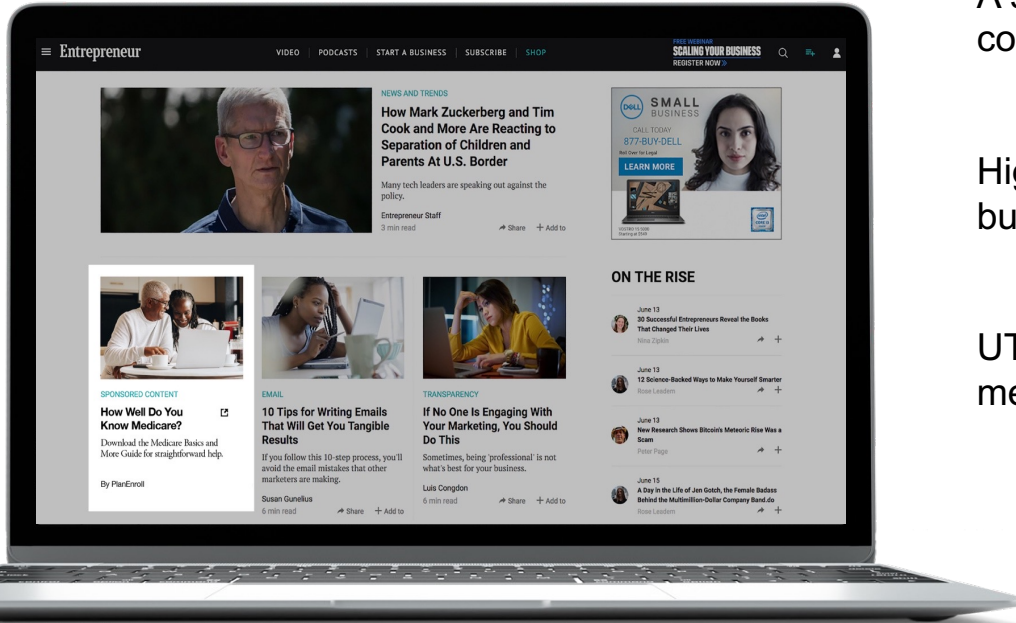 Entrepreneur
VIDEO
PODCASTS
START A BUSINESS
SUBSCRIBE
SHOP
FREE WEBINAR
SCALING YOUR BUSINESS
REGISTER NOW
NEWS AND TRENDS
How Mark Zuckerberg and Tim
Cook and More Are Reacting to
Separation of Children and
Parents At U.S. Border
Many tech leaders are speaking out against the
policy.
Entrepreneur Staff
3 min read
Share
Add to
DELL
SMALL
BUSINESS
CALL TODAY
877-BUY-DELL
LEARN MORE
SPONSORED CONTENT
How Well Do You
Know Medicare?
Download the Medicare Basics and
More Guide for straightforward help.
By PlanEnroll
EMAIL
10 Tips for Writing Emails
That Will Get You Tangible
Results
If you follow this 10-step process, you'll
avoid the email mistakes that other
marketers are making.
Susan Gunelius
6 min read
Share
Add to
TRANSPARENCY
If No One Is Engaging With
Your Marketing, You Should
Do This
Sometimes, being 'professional' is not
what's best for your business.
Luis Congdon
6 min read
Share
Add to
ON THE RISE
June 13
30 Successful Entrepreneurs Reveal the Books
That Changed Their Lives
Nina Zipkin
June 13
12 Science-Backed Ways to Make Yourself Smarter
Rose Leadem
June 13
New Research Shows Bitcoin's Meteoric Rise Was a
Scam
Peter Page
June 15
A Day in the Life of Jen Gotch, the Female Badass
Behind the Multimillion-Dollar Company Band.do
Rose Leadem